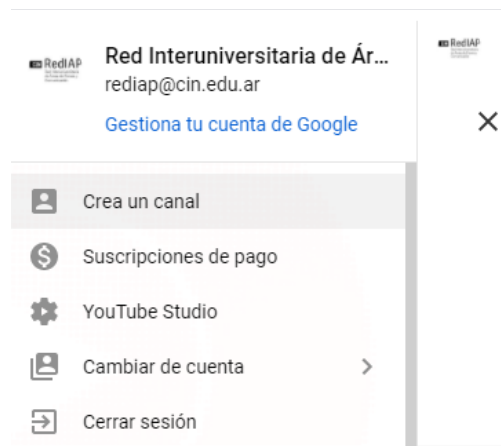 RedIAP
Red Interuniversitaria de Ár...
rediap@cin.edu.ar
Gestiona tu cuenta de Google
RedIAP
Crea un canal
Suscripciones de pago
YouTube Studio
Cambiar de cuenta
Cerrar sesión